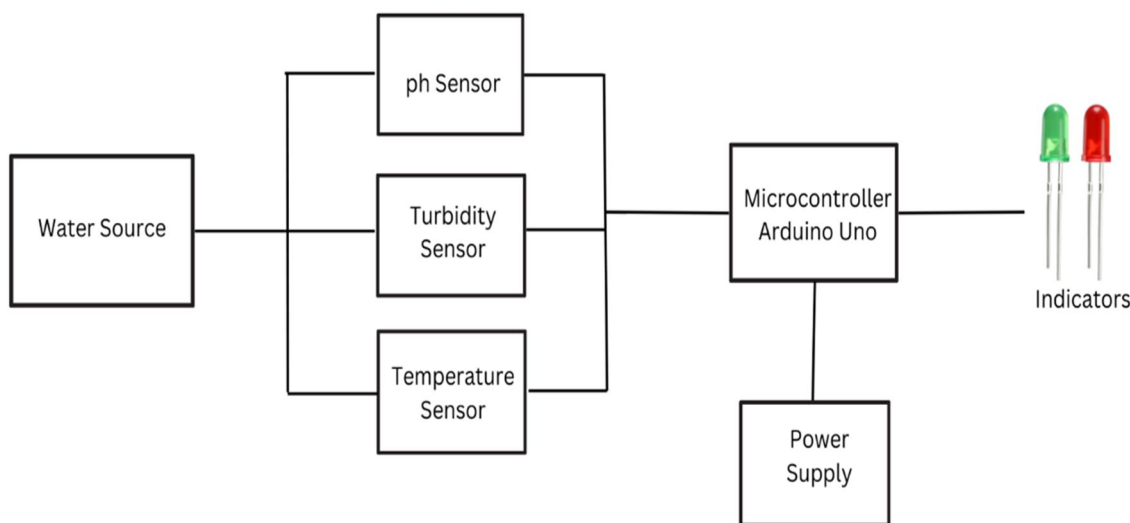 Water Source
ph Sensor
Turbidity
Sensor
Temperature
Sensor
Microcontroller
Arduino Uno
Power
Supply
Indicators